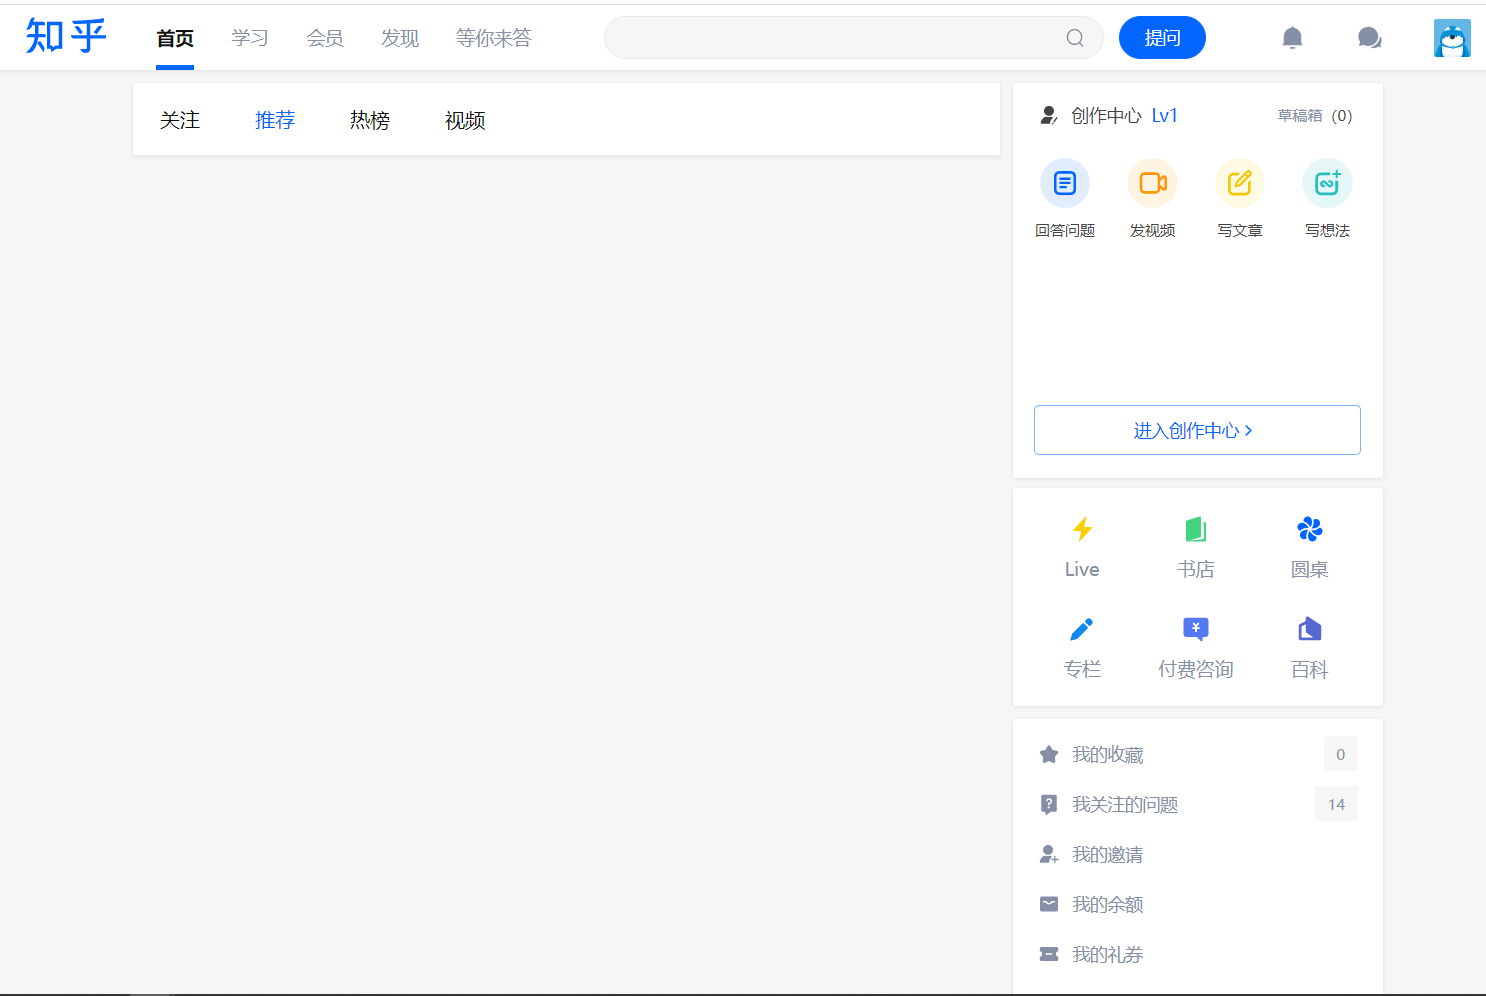 知乎 首页 学习 会员 发现 等你来答 提问
关注 推荐 热榜 视频
创作中心 Lv1 草稿箱 (0)
回答问题 发视频 写文章 写想法
进入创作中心
Live 书店 圆桌
专栏 付费咨询 百科
我的收藏 0
我关注的问题 14
我的邀请
我的余额
我的礼券